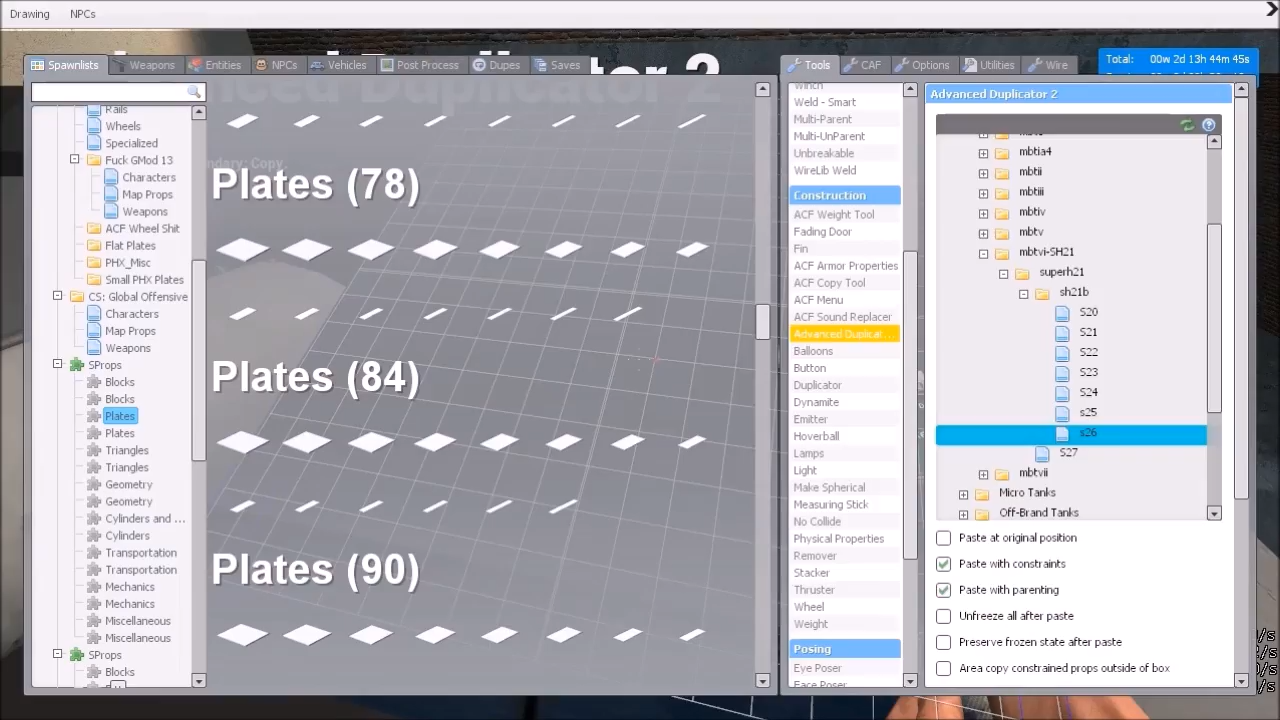 Drawing NPCs
Spawnlists Weapons Entities NPCs Vehicles Post Process Dupes Saves
Tools CAF Options Utilities Wire
Total: 00w 2d 13h 44m 45s
Rails
Wheels
Specialized
Fuck GMod 13
Characters
Map Props
Weapons
ACF Wheel Shit
Flat Plates
PHX_Misc
Small PHX Plates
CS: Global Offensive
Characters
Map Props
Weapons
SProps
Blocks
Blocks
Plates
Plates
Triangles
Triangles
Geometry
Geometry
Cylinders and ...
Cylinders
Transportation
Transportation
Mechanics
Mechanics
Miscellaneous
Miscellaneous
SProps
Blocks
ndary: Copy.
Plates (78)
Plates (84)
Plates (90)
Winch
Weld - Smart
Multi-Parent
Multi-UnParent
Unbreakable
WireLib Weld
Construction
ACF Weight Tool
Fading Door
Fin
ACF Armor Properties
ACF Copy Tool
ACF Menu
ACF Sound Replacer
Advanced Duplicat...
Balloons
Button
Duplicator
Dynamite
Emitter
Hoverball
Lamps
Light
Make Spherical
Measuring Stick
No Collide
Physical Properties
Remover
Stacker
Thruster
Wheel
Weight
Posing
Eye Poser
Face Poser
Advanced Duplicator 2
mbtia4
mbtii
mbtiii
mbtiv
mbtv
mbtvi-SH21
superh21
sh21b
S20
S21
S22
S23
S24
s25
s26
S27
mbtvii
Micro Tanks
Off-Brand Tanks
Paste at original position
Paste with constraints
Paste with parenting
Unfreeze all after paste
Preserve frozen state after paste
Area copy constrained props outside of box